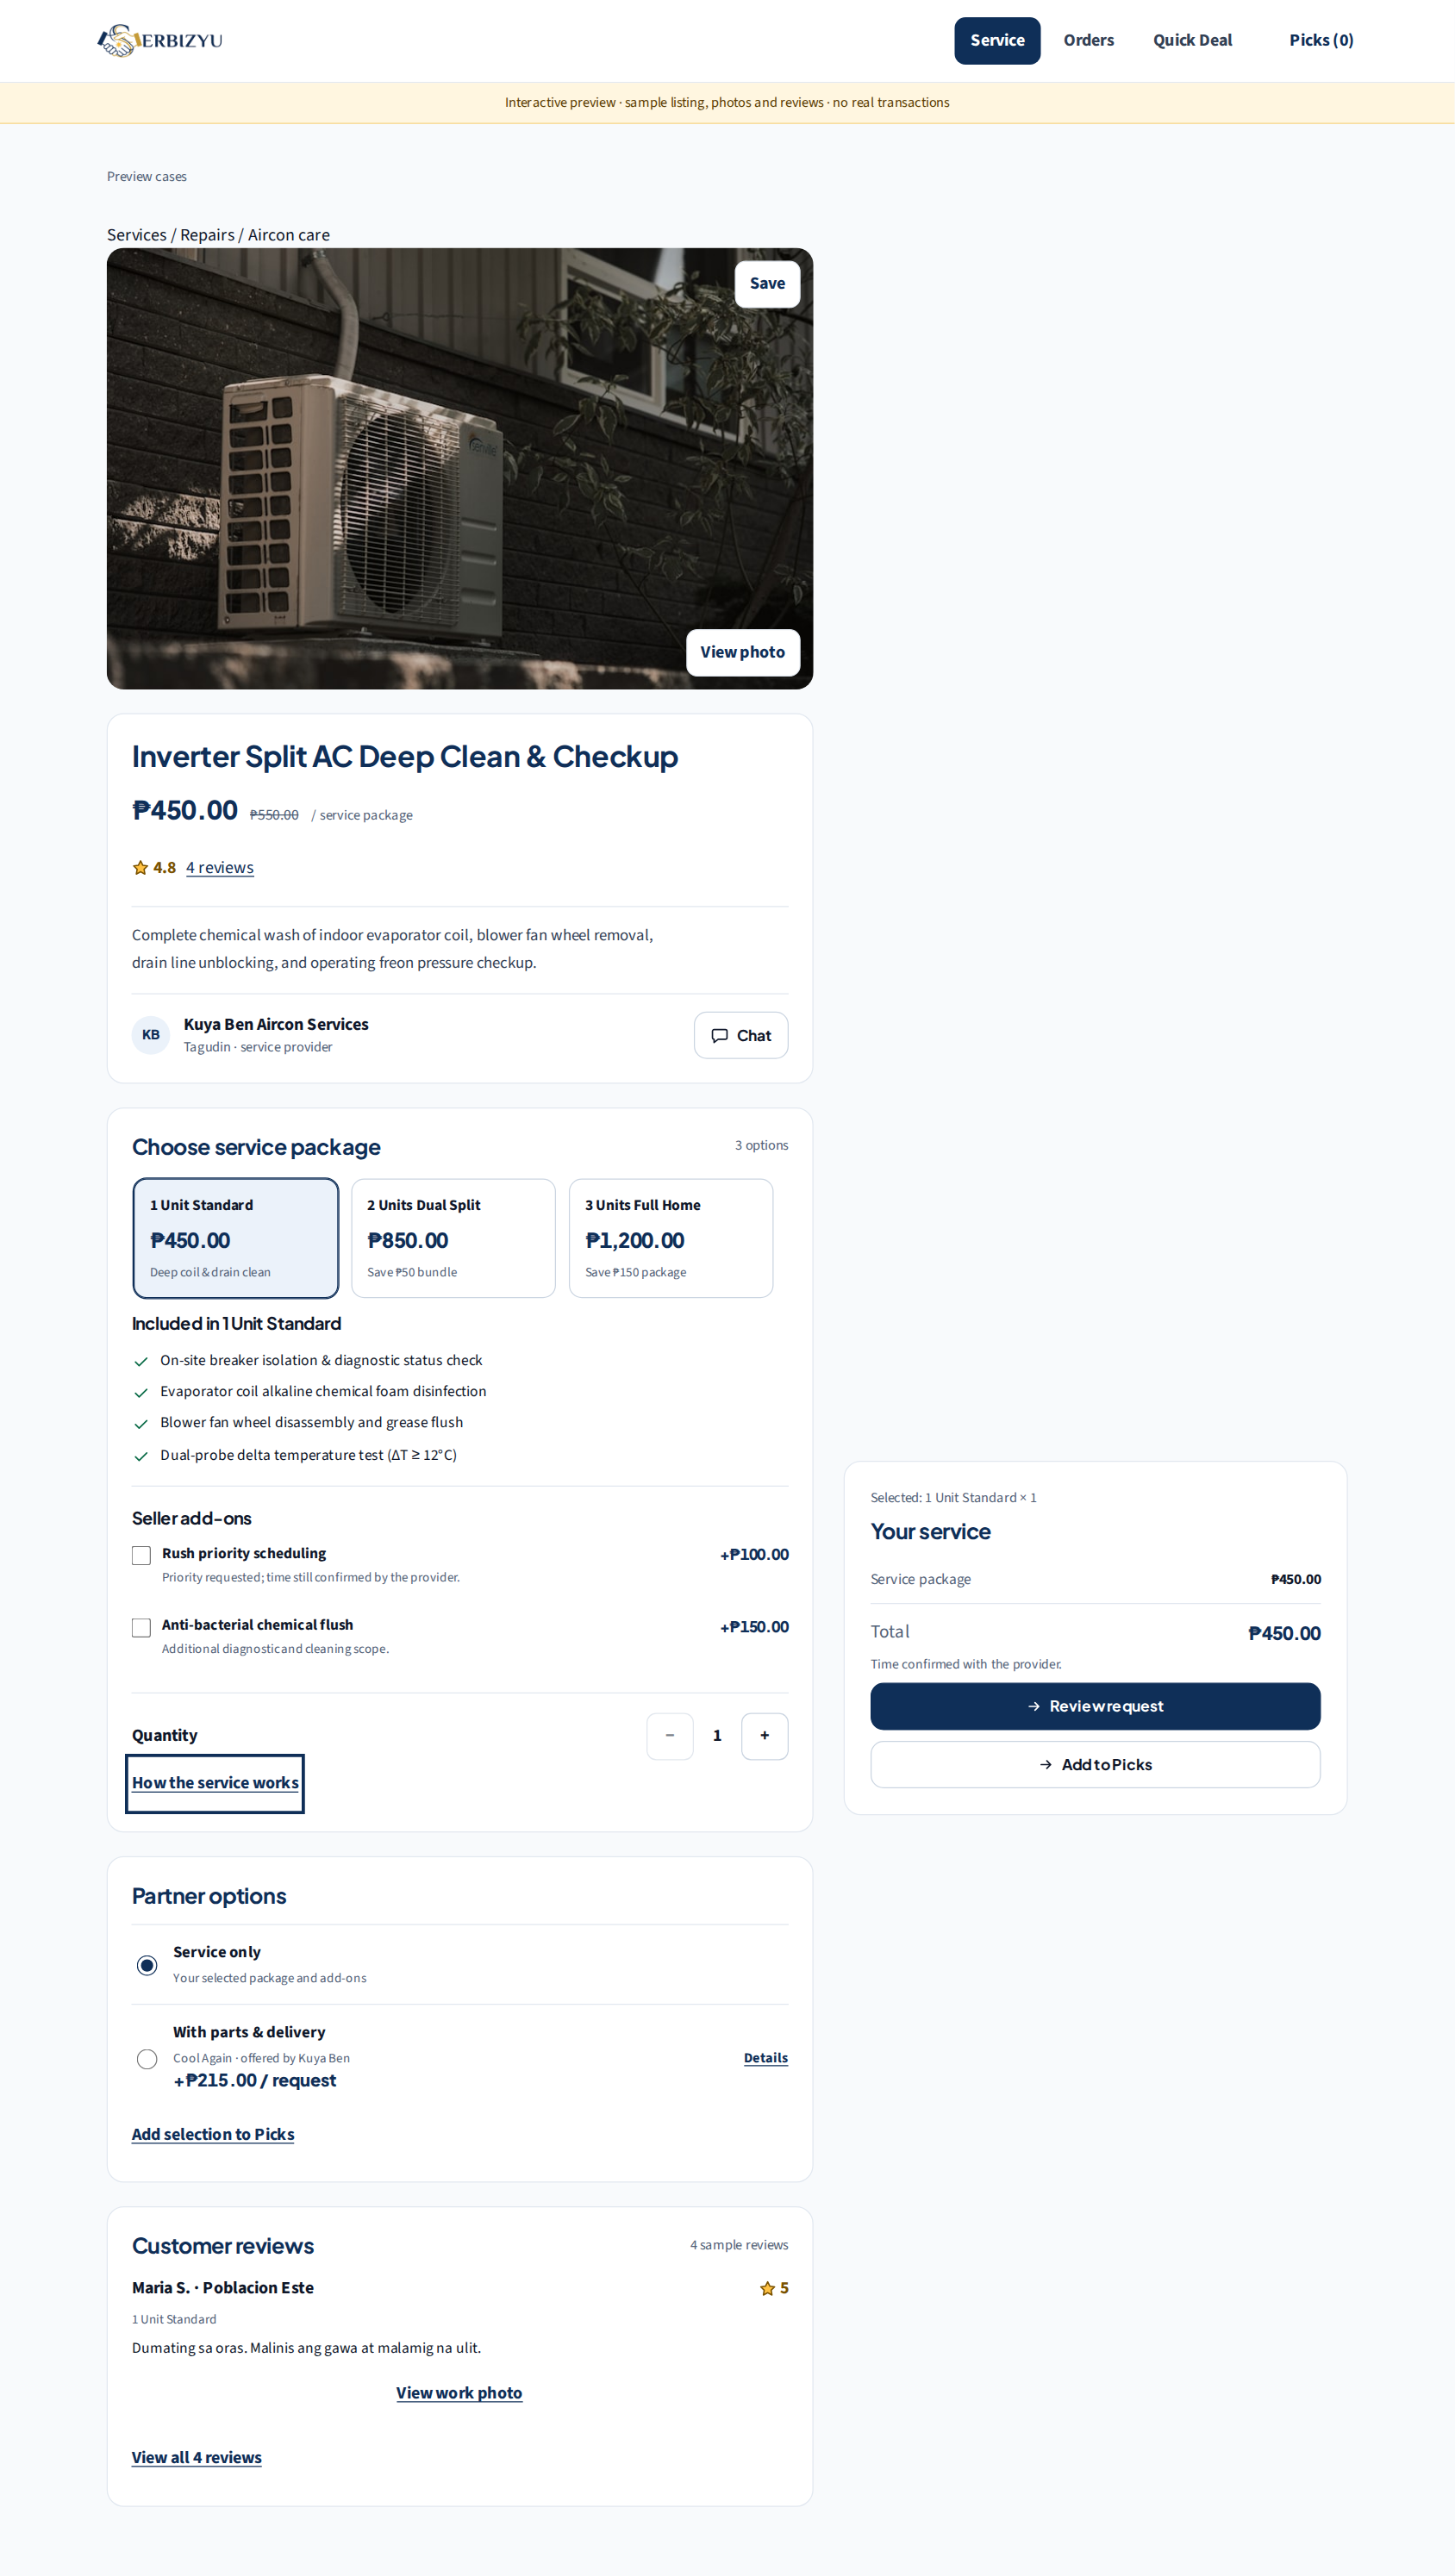 ERBIZYU
Service
Orders
Quick Deal
Picks (0)
Interactive preview · sample listing, photos and reviews · no real transactions
Preview cases
Services / Repairs / Aircon care
Save
View photo
Inverter Split AC Deep Clean & Checkup
₱450.00 ₱550.00 / service package
4.8 4 reviews
Complete chemical wash of indoor evaporator coil, blower fan wheel removal,
drain line unblocking, and operating freon pressure checkup.
KB
Kuya Ben Aircon Services
Tagudin · service provider
Chat
Choose service package
3 options
1 Unit Standard
₱450.00
Deep coil & drain clean
2 Units Dual Split
₱850.00
Save ₱50 bundle
3 Units Full Home
₱1,200.00
Save ₱150 package
Included in 1 Unit Standard
On-site breaker isolation & diagnostic status check
Evaporator coil alkaline chemical foam disinfection
Blower fan wheel disassembly and grease flush
Dual-probe delta temperature test (ΔT ≥ 12°C)
Seller add-ons
Rush priority scheduling
+₱100.00
Priority requested; time still confirmed by the provider.
Anti-bacterial chemical flush
+₱150.00
Additional diagnostic and cleaning scope.
Quantity
− 1 +
How the service works
Selected: 1 Unit Standard × 1
Your service
Service package ₱450.00
Total ₱450.00
Time confirmed with the provider.
→ Review request
→ Add to Picks
Partner options
Service only
Your selected package and add-ons
With parts & delivery
Cool Again · offered by Kuya Ben
Details
+₱215.00 / request
Add selection to Picks
Customer reviews
4 sample reviews
Maria S. · Poblacion Este
5
1 Unit Standard
Dumating sa oras. Malinis ang gawa at malamig na ulit.
View work photo
View all 4 reviews